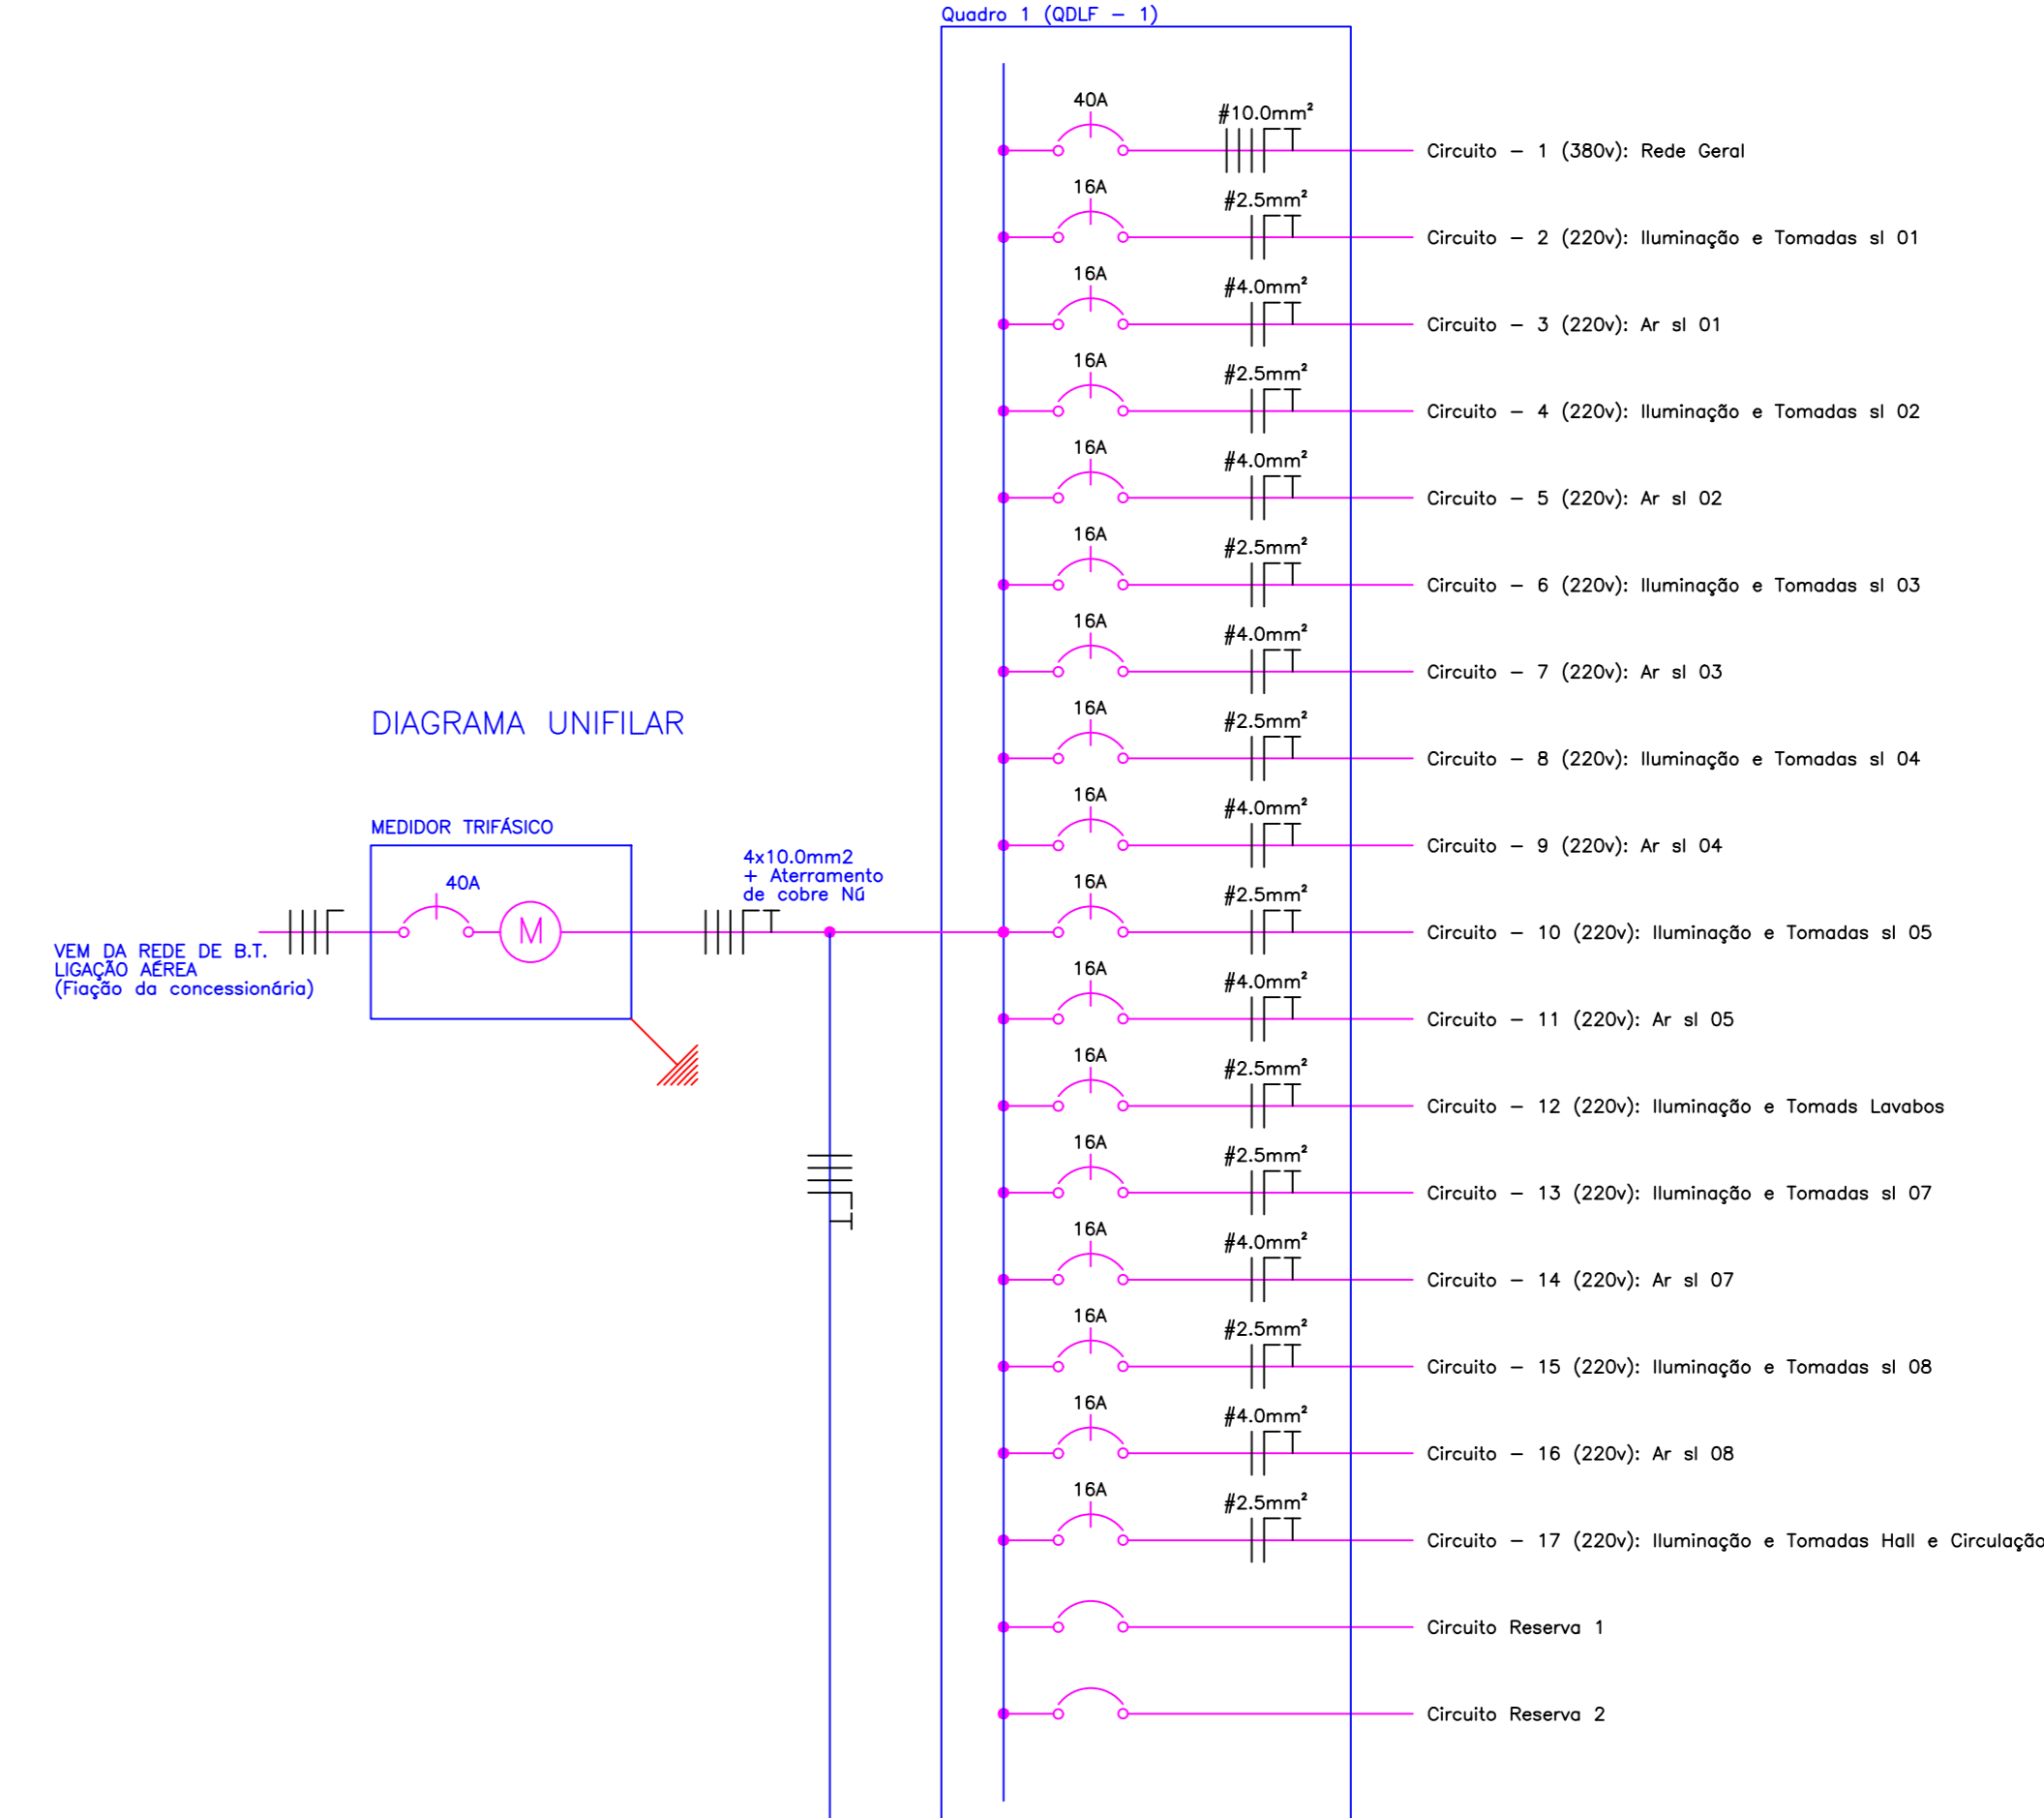 Quadro 1 (QDLF - 1)
40A
#10.0mm²
Circuito - 1 (380v): Rede Geral
16A
#2.5mm²
Circuito - 2 (220v): Iluminação e Tomadas sl 01
16A
#4.0mm²
Circuito - 3 (220v): Ar sl 01
16A
#2.5mm²
Circuito - 4 (220v): Iluminação e Tomadas sl 02
16A
#4.0mm²
Circuito - 5 (220v): Ar sl 02
16A
#2.5mm²
Circuito - 6 (220v): Iluminação e Tomadas sl 03
16A
#4.0mm²
Circuito - 7 (220v): Ar sl 03
16A
#2.5mm²
Circuito - 8 (220v): Iluminação e Tomadas sl 04
16A
#4.0mm²
Circuito - 9 (220v): Ar sl 04
16A
#2.5mm²
Circuito - 10 (220v): Iluminação e Tomadas sl 05
16A
#4.0mm²
Circuito - 11 (220v): Ar sl 05
16A
#2.5mm²
Circuito - 12 (220v): Iluminação e Tomads Lavabos
16A
#2.5mm²
Circuito - 13 (220v): Iluminação e Tomadas sl 07
16A
#4.0mm²
Circuito - 14 (220v): Ar sl 07
16A
#2.5mm²
Circuito - 15 (220v): Iluminação e Tomadas sl 08
16A
#4.0mm²
Circuito - 16 (220v): Ar sl 08
16A
#2.5mm²
Circuito - 17 (220v): Iluminação e Tomadas Hall e Circulação
Circuito Reserva 1
Circuito Reserva 2
DIAGRAMA UNIFILAR
MEDIDOR TRIFÁSICO
40A
M
4x10.0mm2
+ Aterramento
de cobre Nú
VEM DA REDE DE B.T.
LIGAÇÃO AÉREA
(Fiação da concessionária)